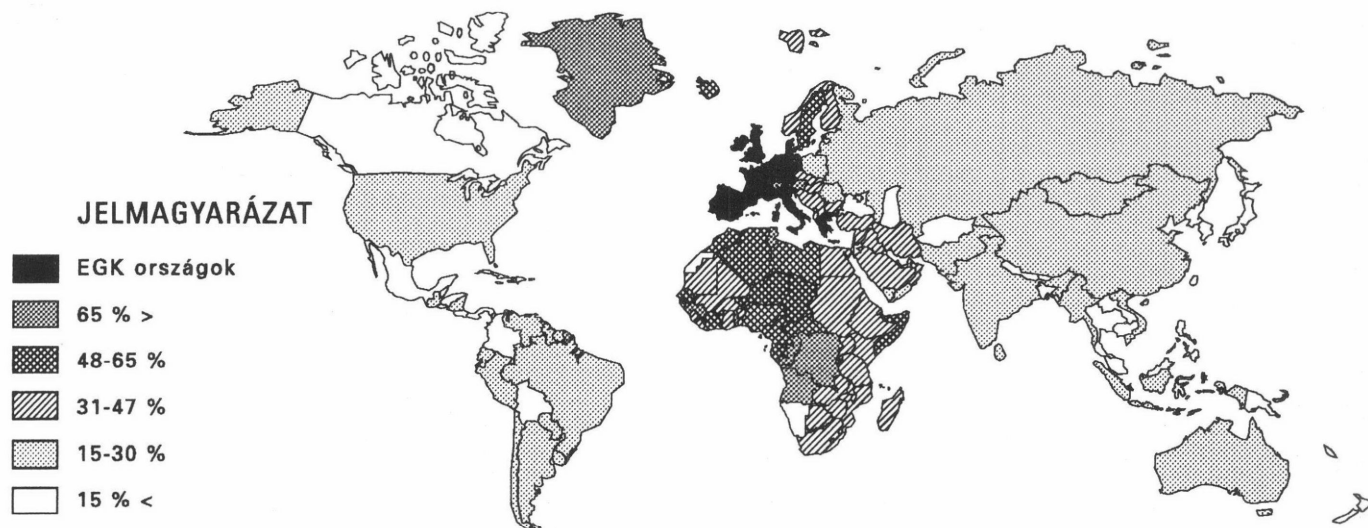 JELMAGYARÁZAT
EGK országok
65 % >
48-65 %
31-47 %
15-30 %
15 % <